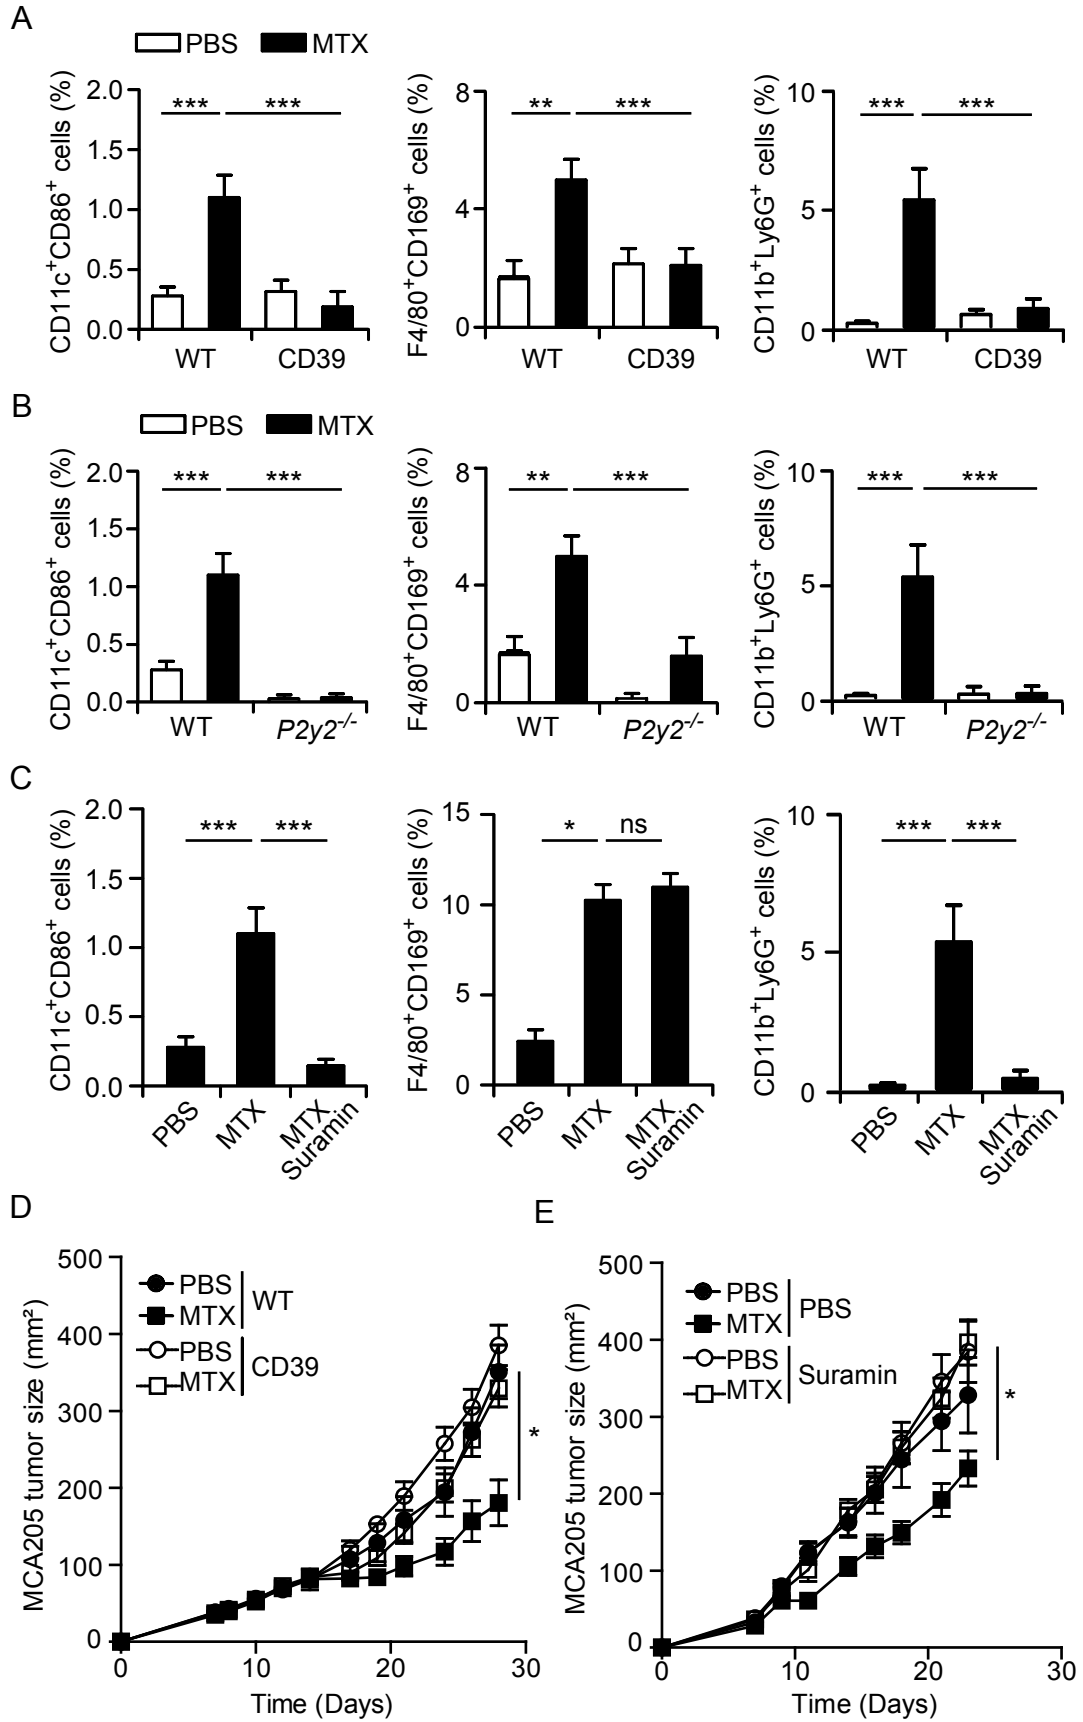 A
PBS MTX
CD11c+CD86+ cells (%)
2.0
1.5
1.0
0.5
0.0
*** ***
WT CD39
F4/80+CD169+ cells (%)
8
4
0
** ***
WT CD39
CD11b+Ly6G+ cells (%)
10
5
0
*** ***
WT CD39
B
PBS MTX
CD11c+CD86+ cells (%)
2.0
1.5
1.0
0.5
0.0
*** ***
WT P2y2-/-
F4/80+CD169+ cells (%)
8
4
0
** ***
WT P2y2-/-
CD11b+Ly6G+ cells (%)
10
5
0
*** ***
WT P2y2-/-
C
CD11c+CD86+ cells (%)
2.0
1.5
1.0
0.5
0.0
*** ***
PBS
MTX
MTX
Suramin
F4/80+CD169+ cells (%)
15
10
5
0
* ns
PBS
MTX
MTX
Suramin
CD11b+Ly6G+ cells (%)
10
5
0
*** ***
PBS
MTX
MTX
Suramin
D
MCA205 tumor size (mm²)
500
400
300
200
100
0
PBS
MTX
WT
PBS
MTX
CD39
*
0 10 20 30
Time (Days)
E
MCA205 tumor size (mm²)
500
400
300
200
100
0
PBS
MTX
PBS
PBS
MTX
Suramin
*
0 10 20 30
Time (Days)